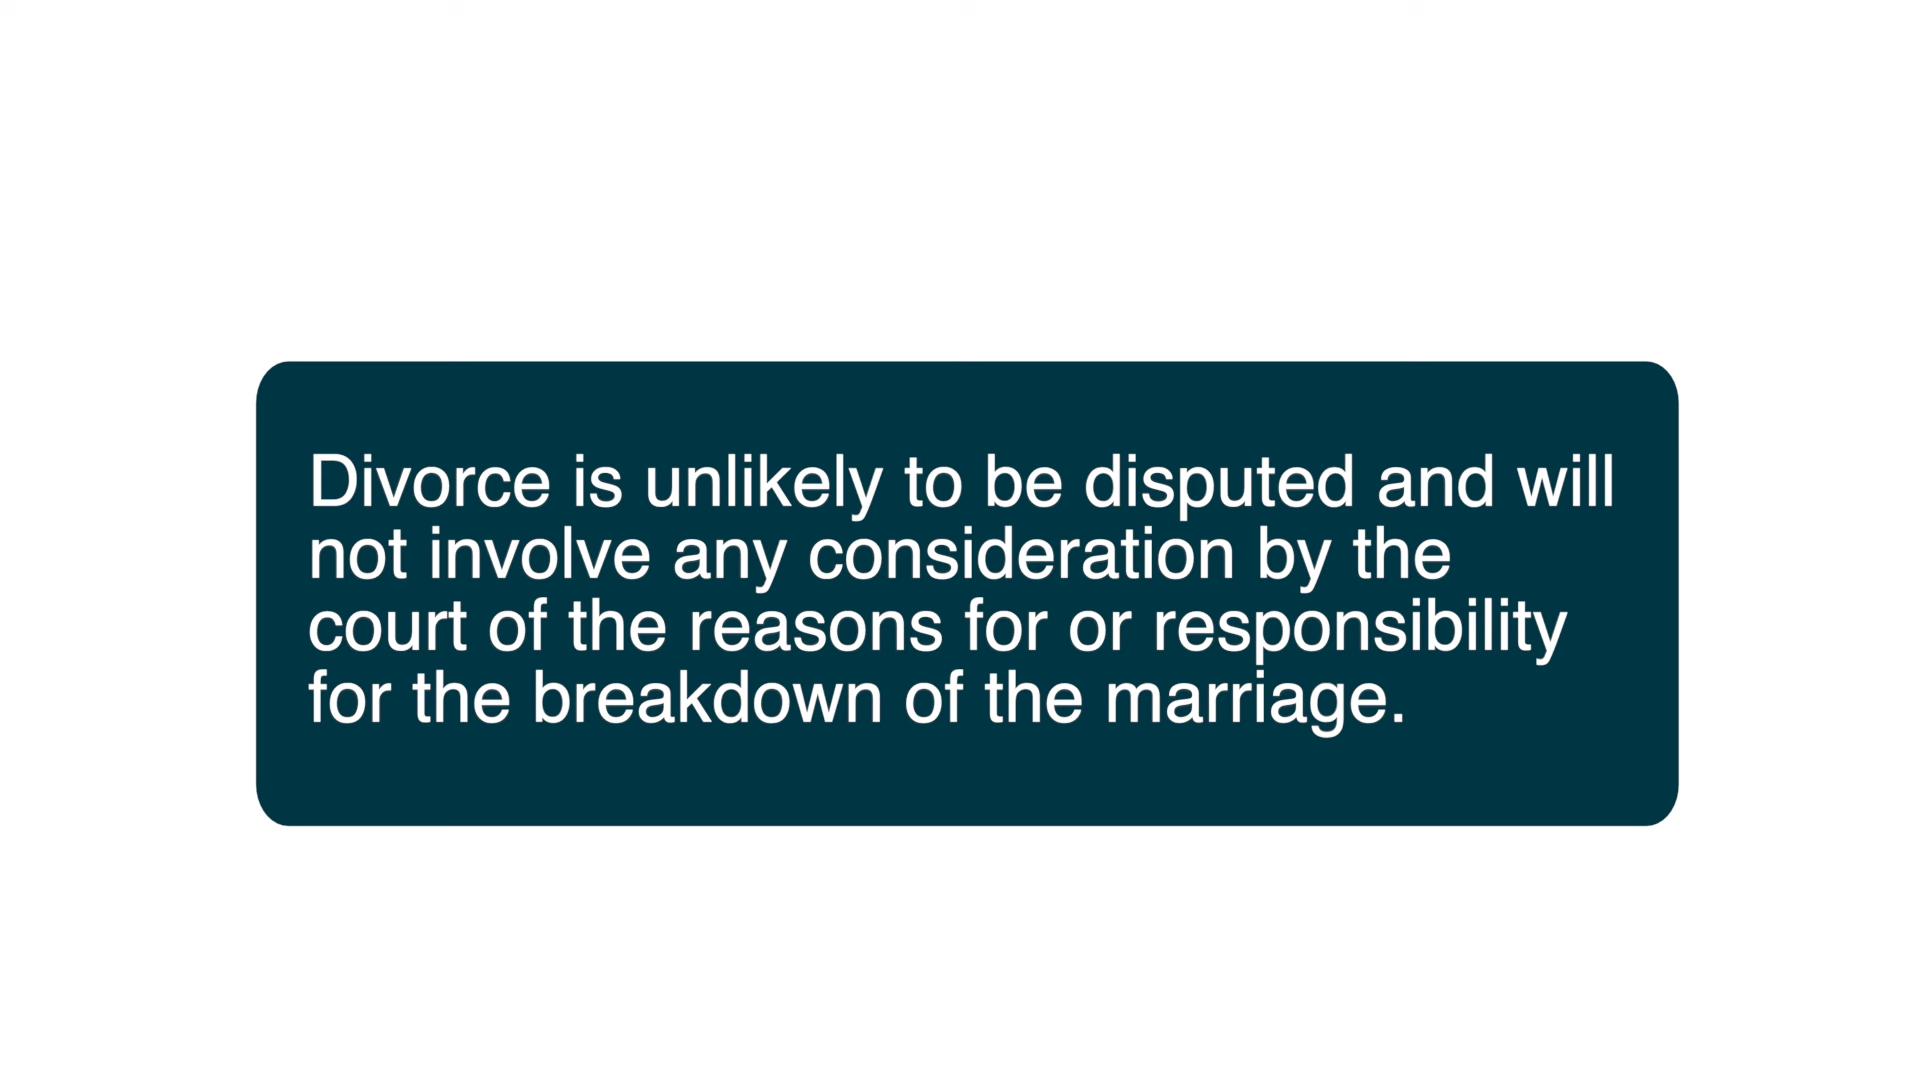 Divorce is unlikely to be disputed and will
not involve any consideration by the
court of the reasons for or responsibility
for the breakdown of the marriage.